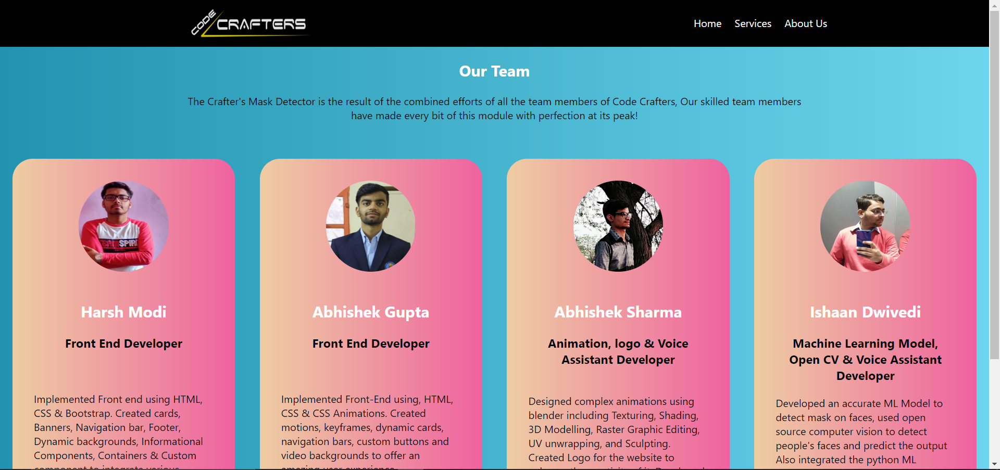 CODE CRAFTERS
Home Services About Us
Our Team
The Crafter's Mask Detector is the result of the combined efforts of all the team members of Code Crafters, Our skilled team members
have made every bit of this module with perfection at its peak!
TEAMSPIRIT
Harsh Modi
Front End Developer
Implemented Front end using HTML,
CSS & Bootstrap. Created cards,
Banners, Navigation bar, Footer,
Dynamic backgrounds, Informational
Components, Containers & Custom
component to integrate various
Abhishek Gupta
Front End Developer
Implemented Front-End using, HTML,
CSS & CSS Animations. Created
motions, keyframes, dynamic cards,
navigation bars, custom buttons and
video backgrounds to offer an
amazing user experience
Abhishek Sharma
Animation, logo & Voice
Assistant Developer
Designed complex animations using
blender including Texturing, Shading,
3D Modelling, Raster Graphic Editing,
UV unwrapping, and Sculpting.
Created Logo for the website to
Ishaan Dwivedi
Machine Learning Model,
Open CV & Voice Assistant
Developer
Developed an accurate ML Model to
detect mask on faces, used open
source computer vision to detect
people's faces and predict the output
Also integrated the python ML